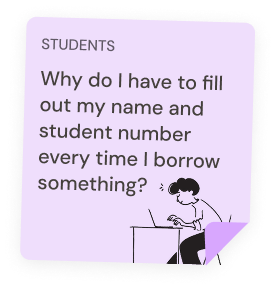 STUDENTS
Why do I have to fill
out my name and
student number
every time I borrow
something?